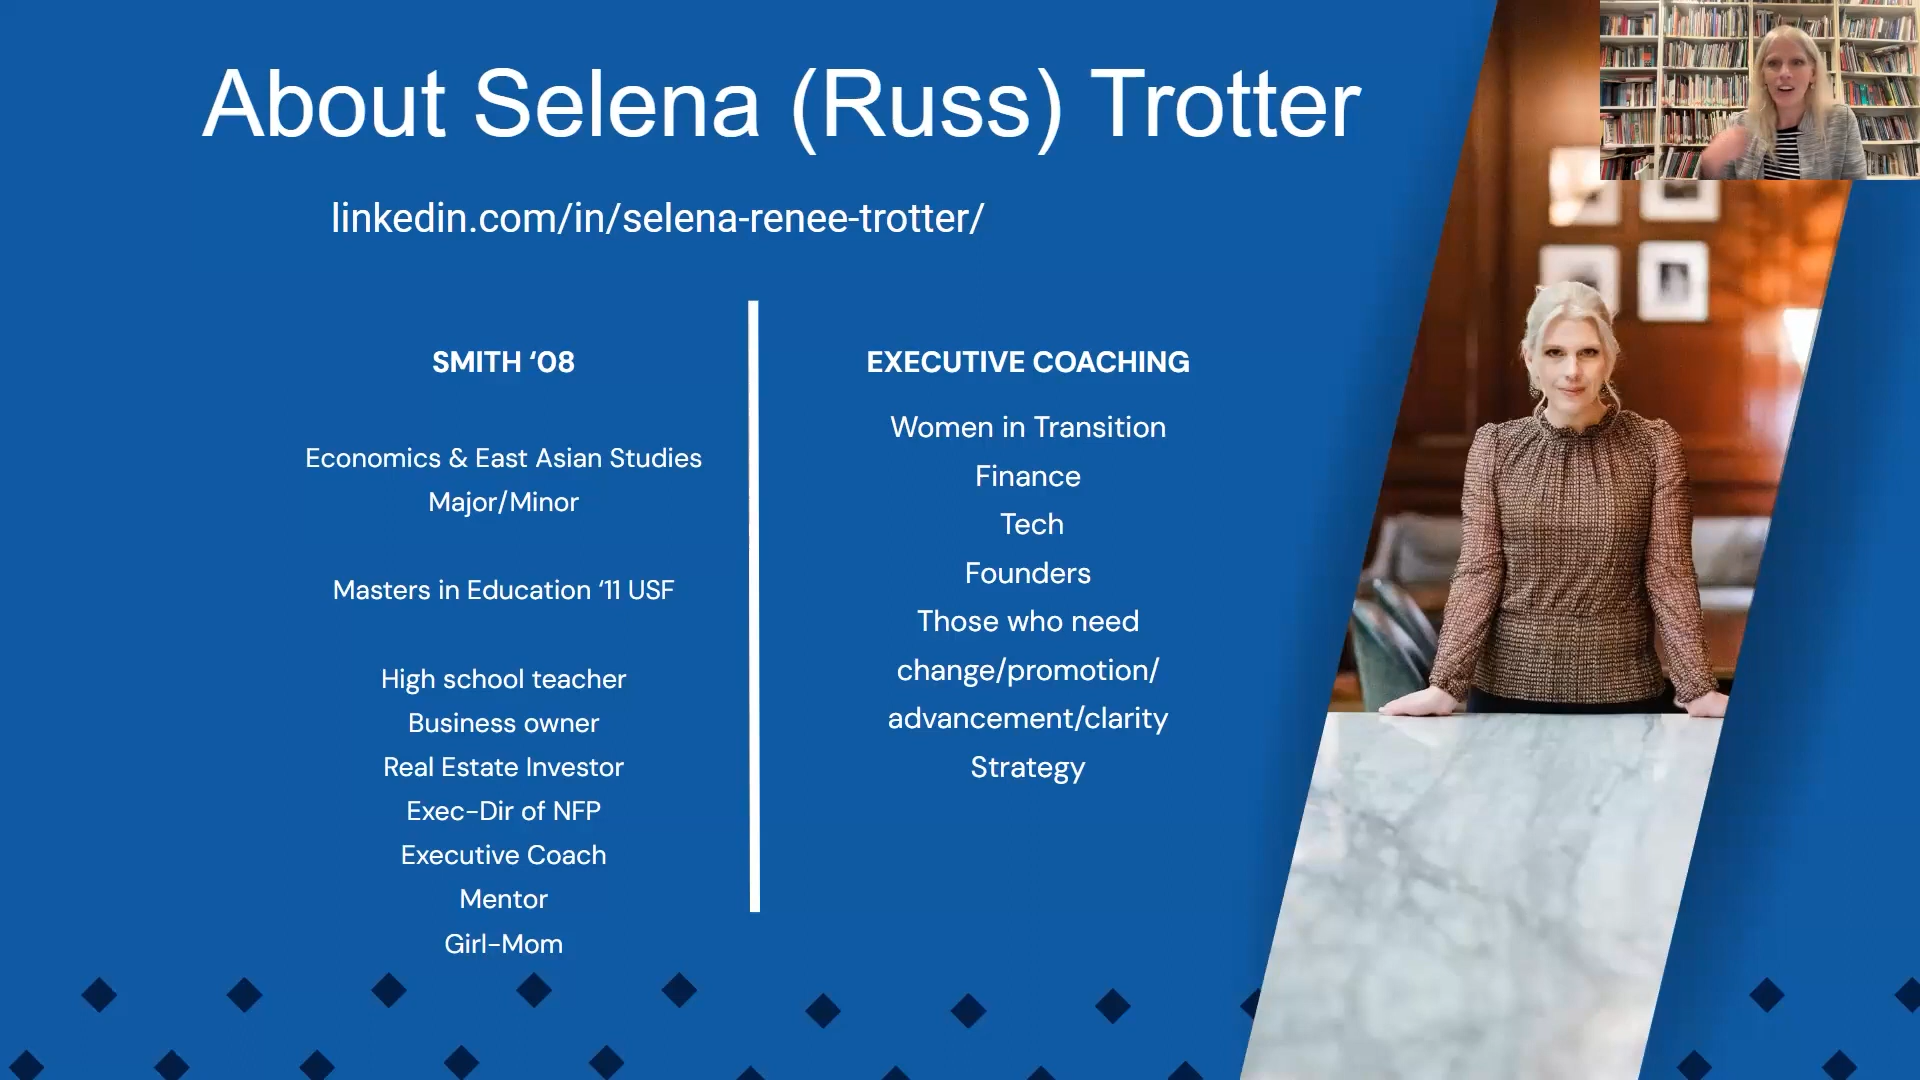 About Selena (Russ) Trotter
linkedin.com/in/selena-renee-trotter/
SMITH ‘08
Economics & East Asian Studies
Major/Minor
Masters in Education ‘11 USF
High school teacher
Business owner
Real Estate Investor
Exec-Dir of NFP
Executive Coach
Mentor
Girl-Mom
EXECUTIVE COACHING
Women in Transition
Finance
Tech
Founders
Those who need
change/promotion/
advancement/clarity
Strategy